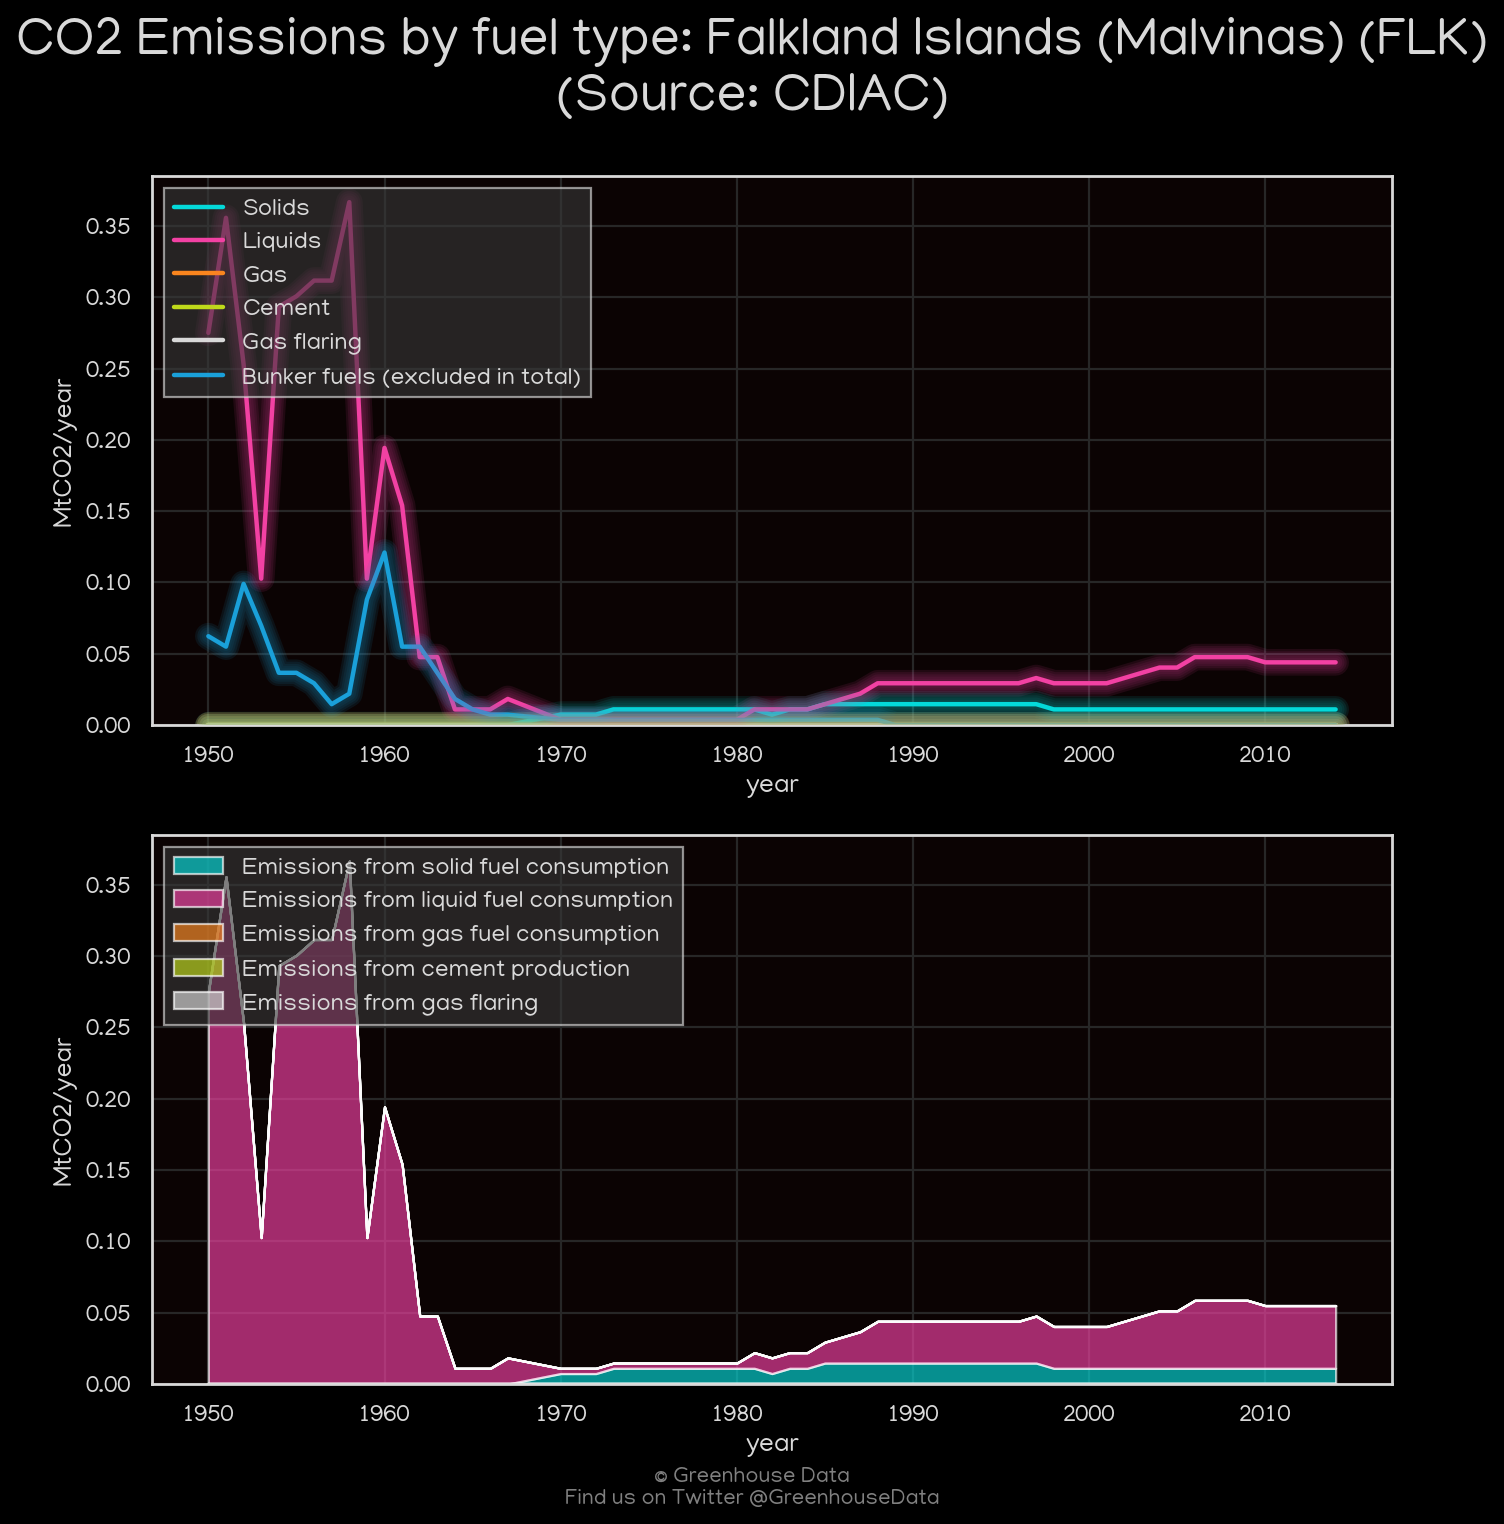 CO2 Emissions by fuel type: Falkland Islands (Malvinas) (FLK)
(Source: CDIAC)
Solids
Liquids
Gas
Cement
Gas flaring
Bunker fuels (excluded in total)
0.35
0.30
0.25
0.20
0.15
0.10
0.05
0.00
MtCO2/year
1950 1960 1970 1980 1990 2000 2010
year
Emissions from solid fuel consumption
Emissions from liquid fuel consumption
Emissions from gas fuel consumption
Emissions from cement production
Emissions from gas flaring
0.35
0.30
0.25
0.20
0.15
0.10
0.05
0.00
MtCO2/year
1950 1960 1970 1980 1990 2000 2010
year
© Greenhouse Data
Find us on Twitter @GreenhouseData